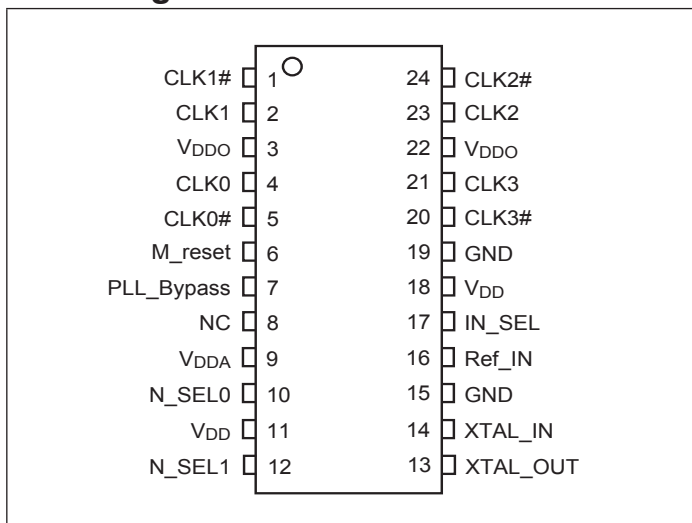 CLK1# 1 24 CLK2#
CLK1 2 23 CLK2
VDDO 3 22 VDDO
CLK0 4 21 CLK3
CLK0# 5 20 CLK3#
M_reset 6 19 GND
PLL_Bypass 7 18 VDD
NC 8 17 IN_SEL
VDDA 9 16 Ref_IN
N_SEL0 10 15 GND
VDD 11 14 XTAL_IN
N_SEL1 12 13 XTAL_OUT